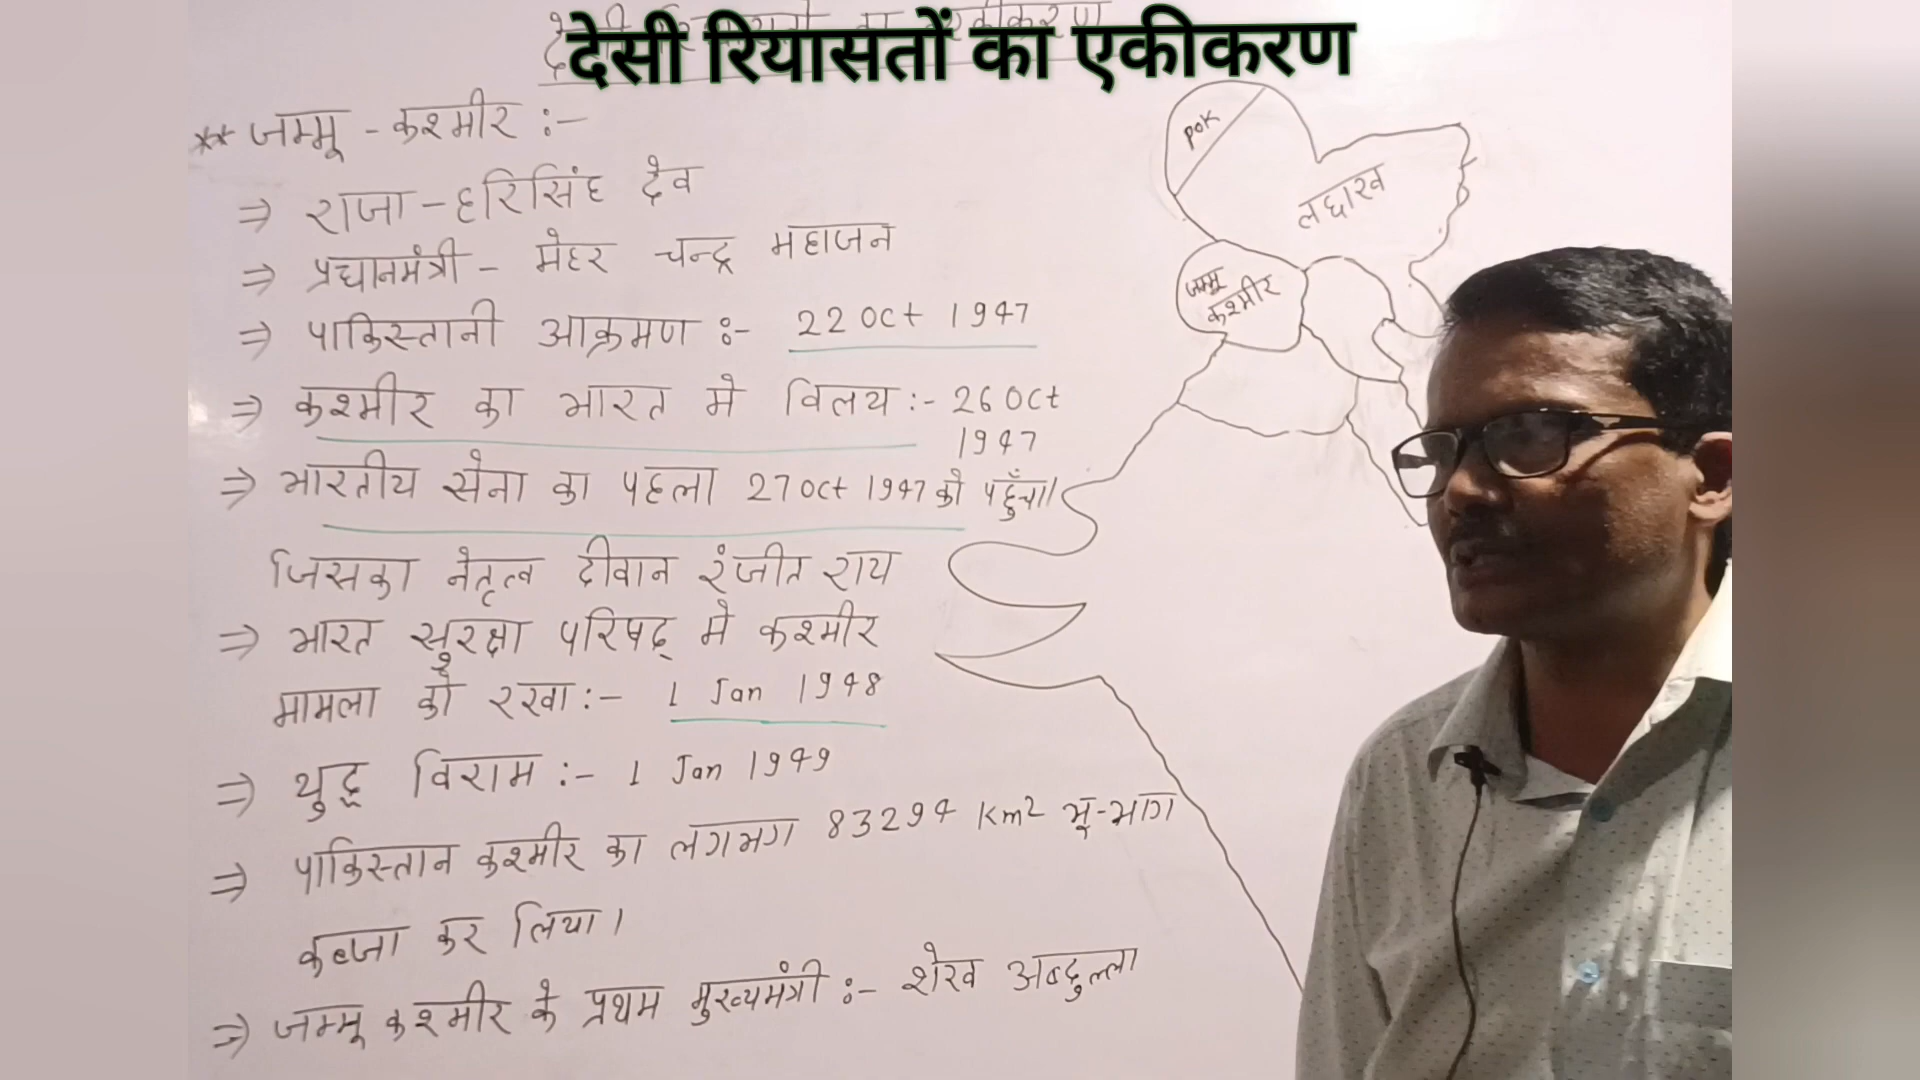 देसी रियासतों का एकीकरण
** जम्मू - कश्मीर :-
⇒ राजा - हरिसिंह देव
⇒ प्रधानमंत्री - मेहर चन्द्र महाजन
⇒ पाकिस्तानी आक्रमण :- 22 Oct 1947
⇒ कश्मीर का भारत मे विलय :- 26 Oct
1947
⇒ भारतीय सेना का पहला 27 Oct 1947 को पहुँचा।
जिसका नेतृत्व दीवान रंजीत राय
⇒ भारत सुरक्षा परिषद् मे कश्मीर
मामला को रखा :- 1 Jan 1948
⇒ युद्ध विराम :- 1 Jan 1949
⇒ पाकिस्तान कश्मीर का लगभग 83294 Km2 भू-भाग
कब्जा कर लिया।
⇒ जम्मू कश्मीर के प्रथम मुख्यमंत्री :- शेख अब्दुल्ला
POK
लद्दाख
जम्मू
कश्मीर